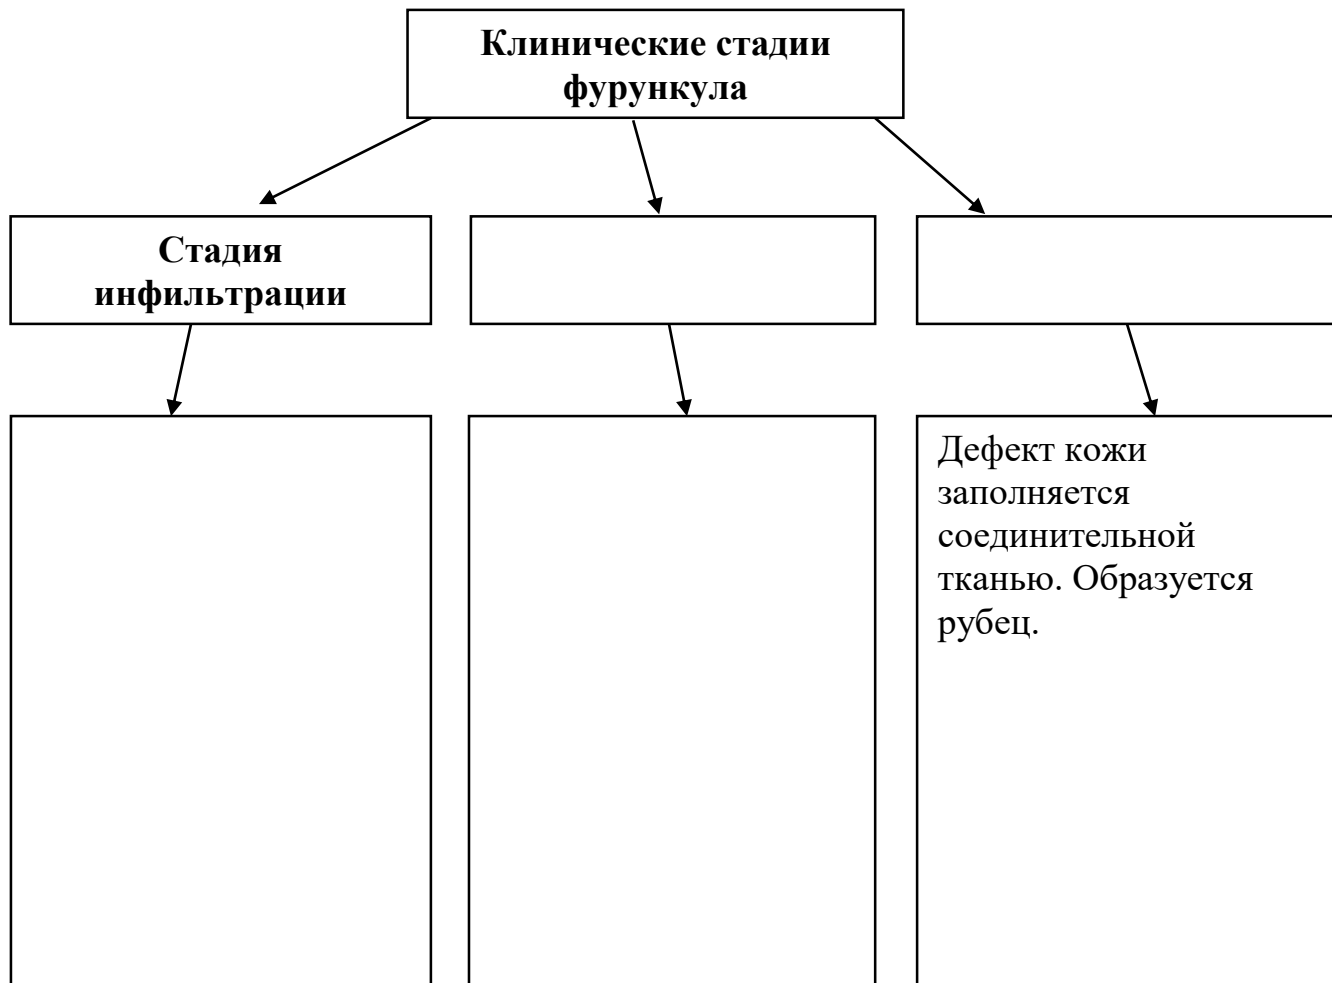 Клинические стадии
фурункула
Стадия
инфильтрации
Дефект кожи
заполняется
соединительной
тканью. Образуется
рубец.